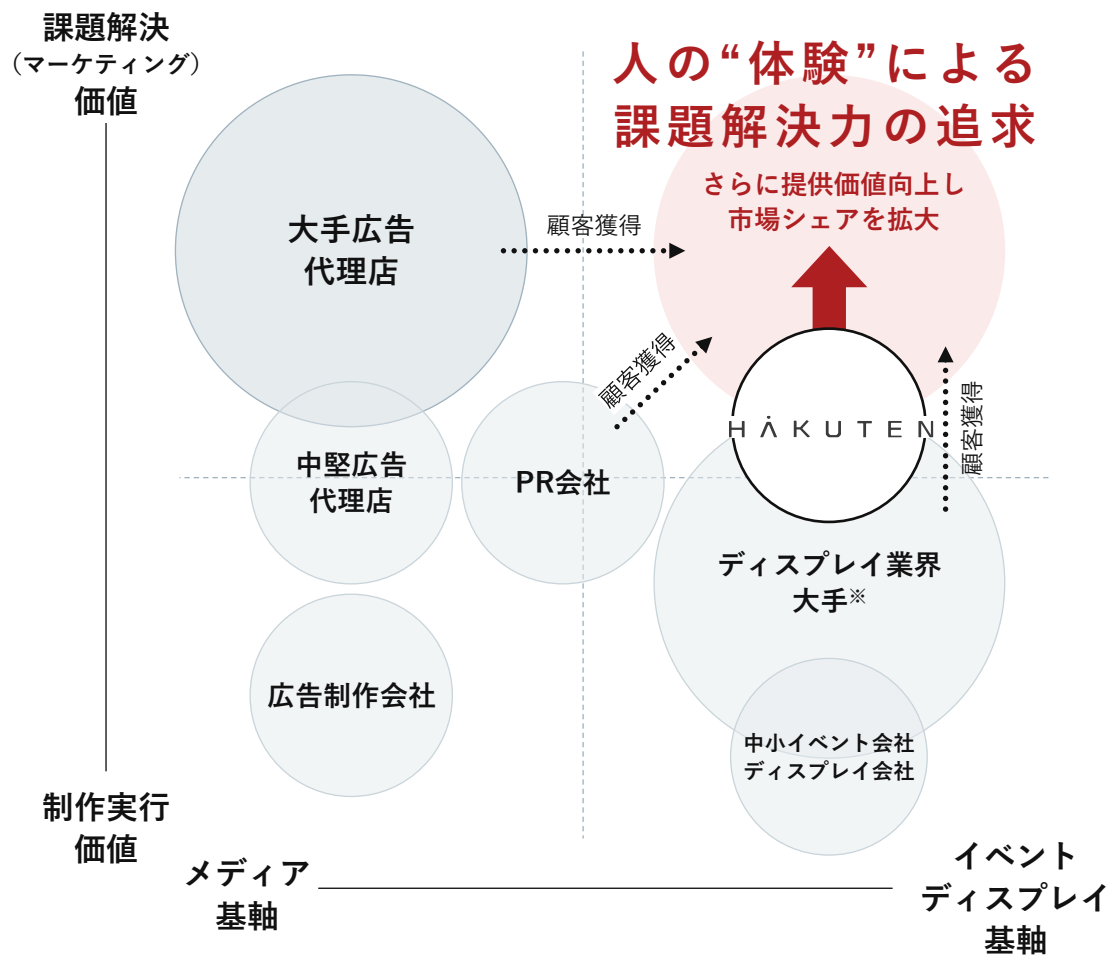 課題解決
（マーケティング）
価値
人の“体験”による
課題解決力の追求
さらに提供価値向上し
市場シェアを拡大
大手広告
代理店
顧客獲得
顧客獲得
顧客獲得
HAKUTEN
中堅広告
代理店
PR会社
ディスプレイ業界
大手※
広告制作会社
中小イベント会社
ディスプレイ会社
制作実行
価値
メディア
基軸
イベント
ディスプレイ
基軸